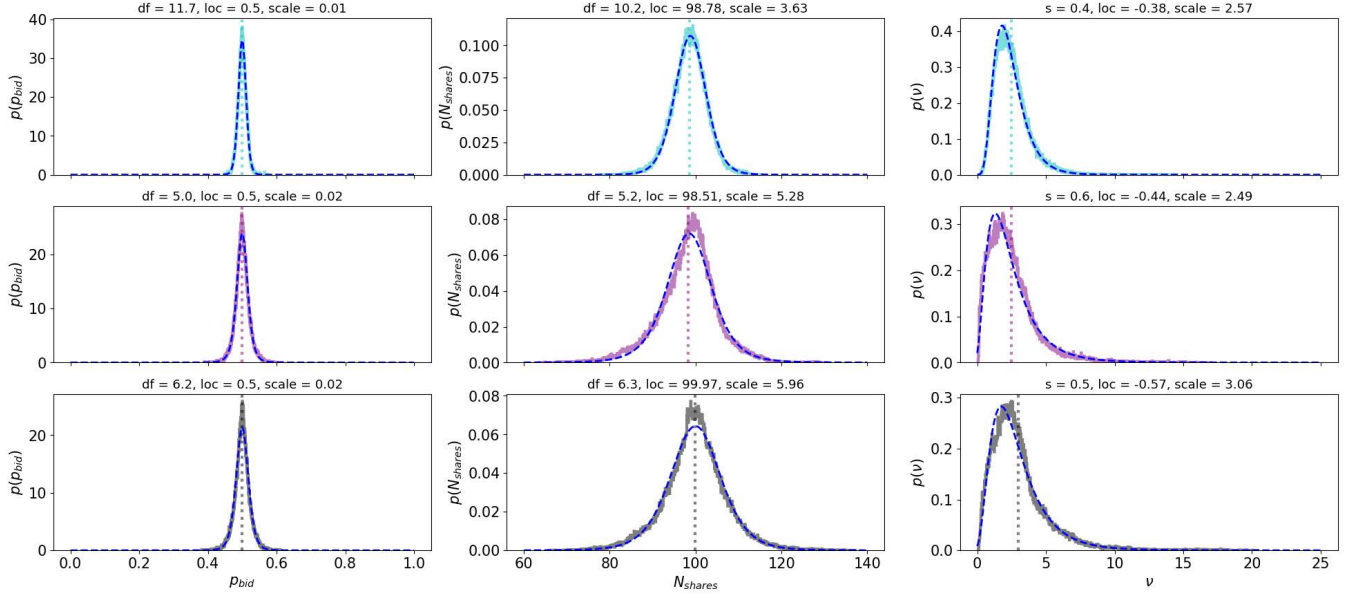 df = 11.7, loc = 0.5, scale = 0.01
df = 10.2, loc = 98.78, scale = 3.63
s = 0.4, loc = -0.38, scale = 2.57
p(p_bid)
40
30
20
10
0
p(N_shares)
0.100
0.075
0.050
0.025
0.000
p(ν)
0.4
0.3
0.2
0.1
0.0
df = 5.0, loc = 0.5, scale = 0.02
df = 5.2, loc = 98.51, scale = 5.28
s = 0.6, loc = -0.44, scale = 2.49
p(p_bid)
20
10
0
p(N_shares)
0.08
0.06
0.04
0.02
0.00
p(ν)
0.3
0.2
0.1
0.0
df = 6.2, loc = 0.5, scale = 0.02
df = 6.3, loc = 99.97, scale = 5.96
s = 0.5, loc = -0.57, scale = 3.06
p(p_bid)
20
10
0
p(N_shares)
0.08
0.06
0.04
0.02
0.00
p(ν)
0.3
0.2
0.1
0.0
0.0 0.2 0.4 0.6 0.8 1.0
p_bid
60 80 100 120 140
N_shares
0 5 10 15 20 25
ν